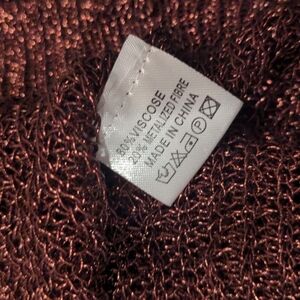 80% VISCOSE
20% METALIZED FIBRE
MADE IN CHINA
P